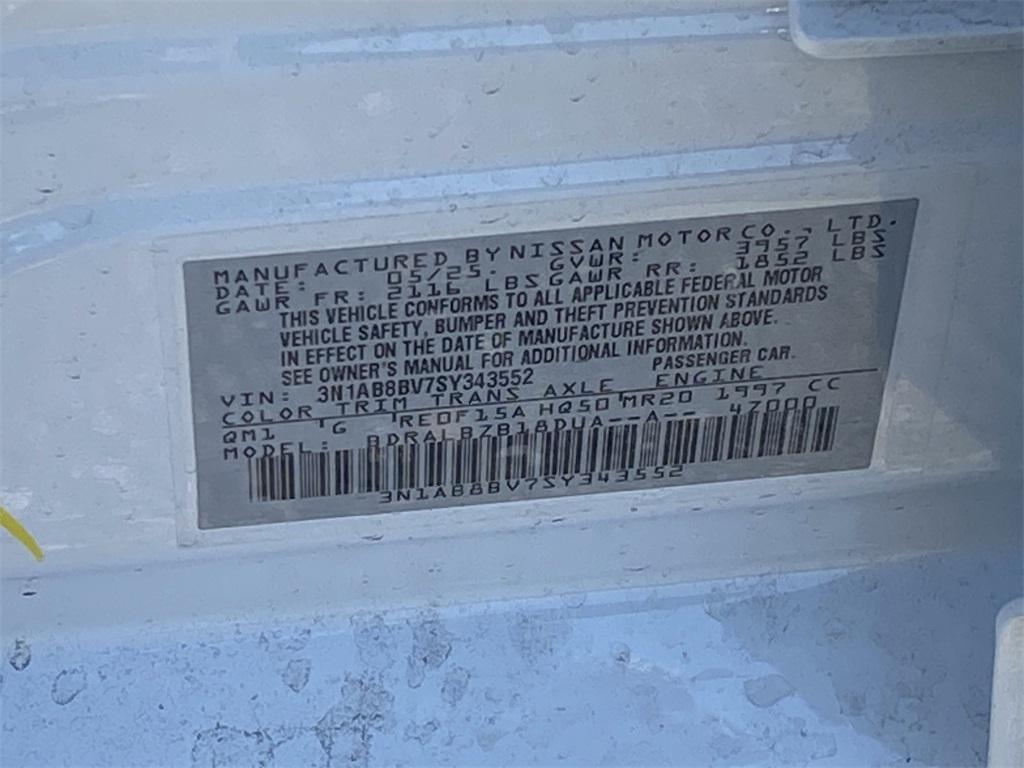 MANUFACTURED BY NISSAN MOTOR CO., LTD.
DATE: 05/25. GVWR: 3957 LBS
GAWR FR: 2116 LBS GAWR RR: 1852 LBS
THIS VEHICLE CONFORMS TO ALL APPLICABLE FEDERAL MOTOR
VEHICLE SAFETY, BUMPER AND THEFT PREVENTION STANDARDS
IN EFFECT ON THE DATE OF MANUFACTURE SHOWN ABOVE.
SEE OWNER'S MANUAL FOR ADDITIONAL INFORMATION.
VIN: 3N1AB8BV7SY343552 PASSENGER CAR.
COLOR TRIM TRANS AXLE ENGINE
QM1 G RE0F15A HQ50 MR20 1997 CC
MODEL: BDRALBZB18DUA--A-- 47000
3N1AB8BV7SY343552